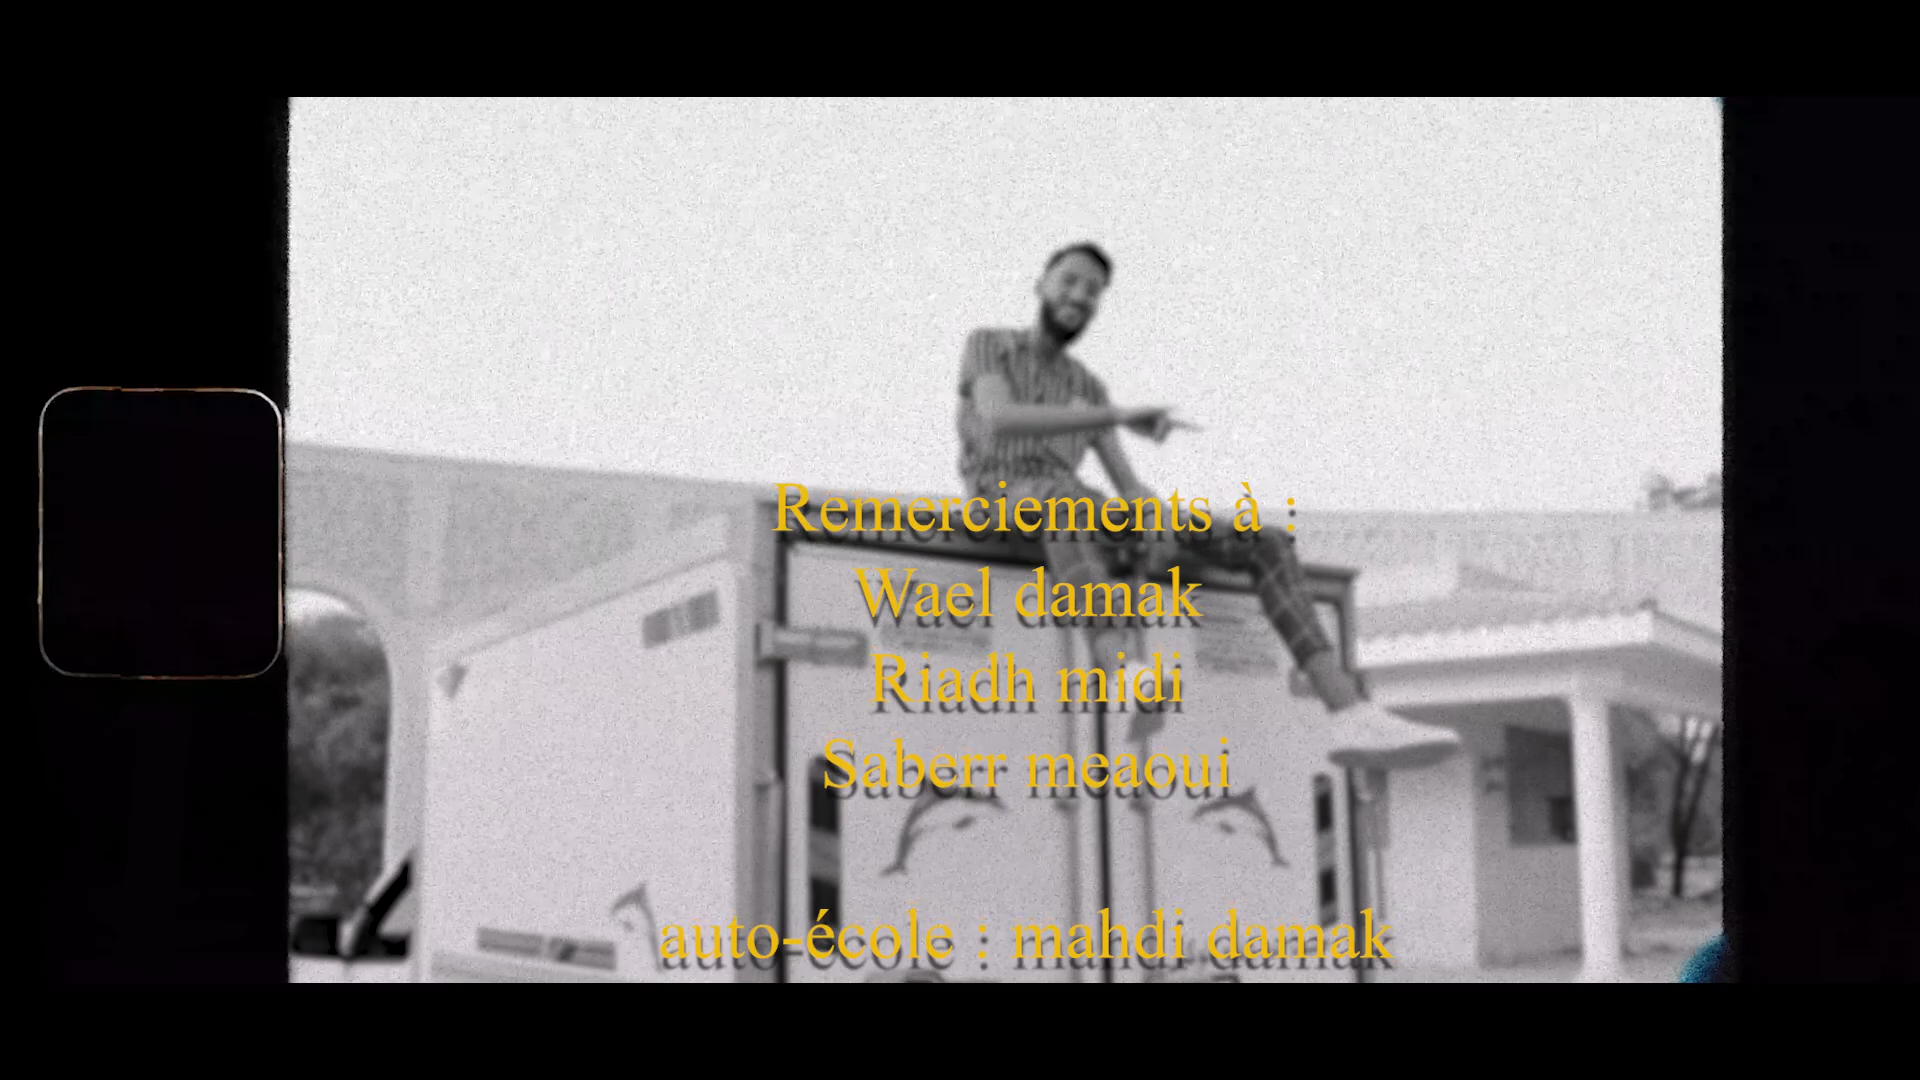 Remerciements à :
Wael damak
Riadh midi
Saberr meaoui
auto-école : mahdi damak